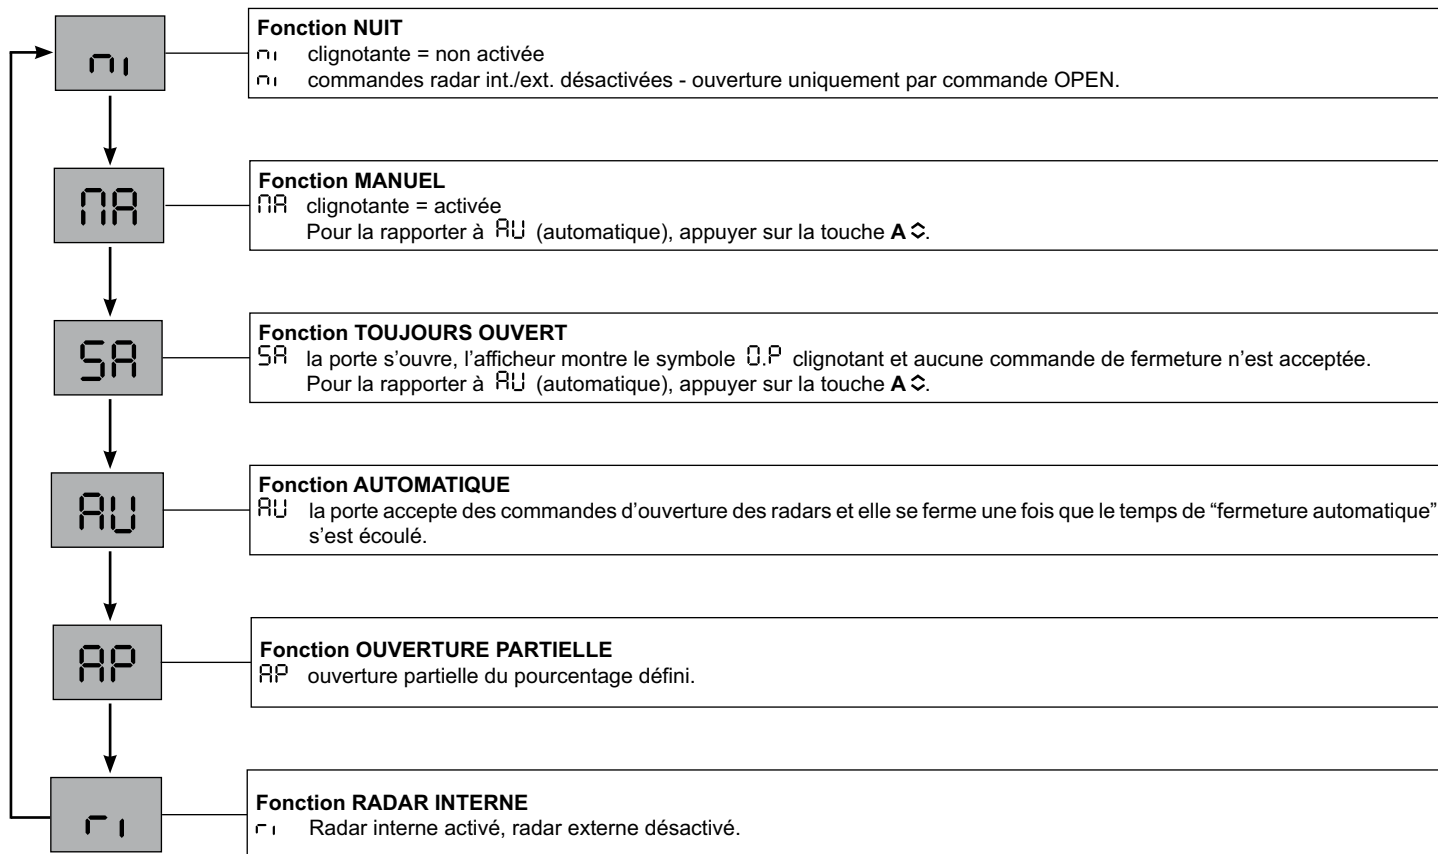 ni
Fonction NUIT
ni clignotante = non activée
ni commandes radar int./ext. désactivées - ouverture uniquement par commande OPEN.
MA
Fonction MANUEL
MA clignotante = activée
Pour la rapporter à AU (automatique), appuyer sur la touche A
SA
Fonction TOUJOURS OUVERT
SA la porte s’ouvre, l’afficheur montre le symbole O.P clignotant et aucune commande de fermeture n’est acceptée.
Pour la rapporter à AU (automatique), appuyer sur la touche A
AU
Fonction AUTOMATIQUE
AU la porte accepte des commandes d’ouverture des radars et elle se ferme une fois que le temps de “fermeture automatique”
s’est écoulé.
AP
Fonction OUVERTURE PARTIELLE
AP ouverture partielle du pourcentage défini.
ri
Fonction RADAR INTERNE
ri Radar interne activé, radar externe désactivé.